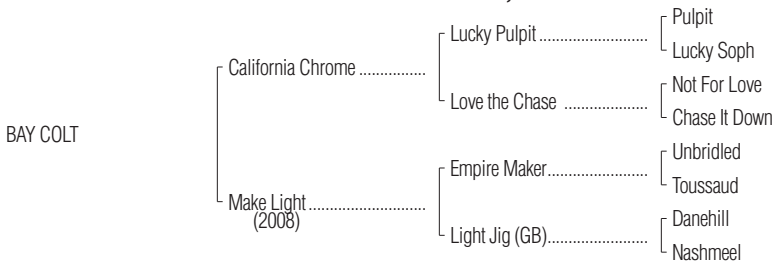 Pulpit
Lucky Pulpit ..........................
Lucky Soph
California Chrome ................
Not For Love
Love the Chase ....................
Chase It Down
BAY COLT
Unbridled
Empire Maker........................
Toussaud
Make Light ............................
(2008)
Danehill
Light Jig (GB)........................
Nashmeel